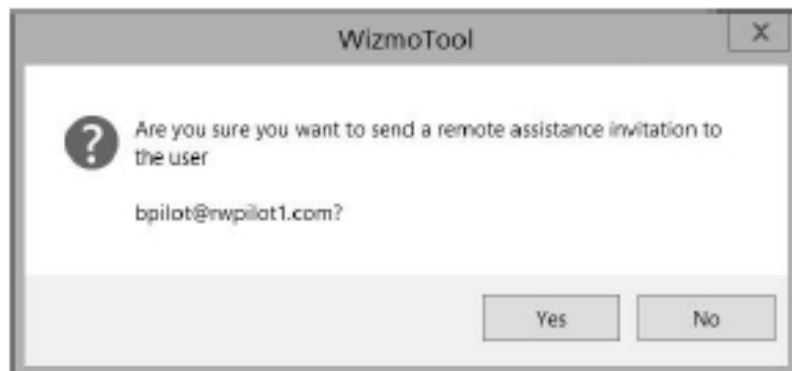 WizmoTool
X
Are you sure you want to send a remote assistance invitation to
the user
bpilot@rwpilot1.com?
Yes
No